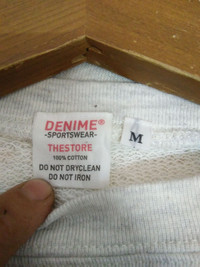 DENIME®
-SPORTSWEAR-
THESTORE
100% COTTON
DO NOT DRYCLEAN
DO NOT IRON
M